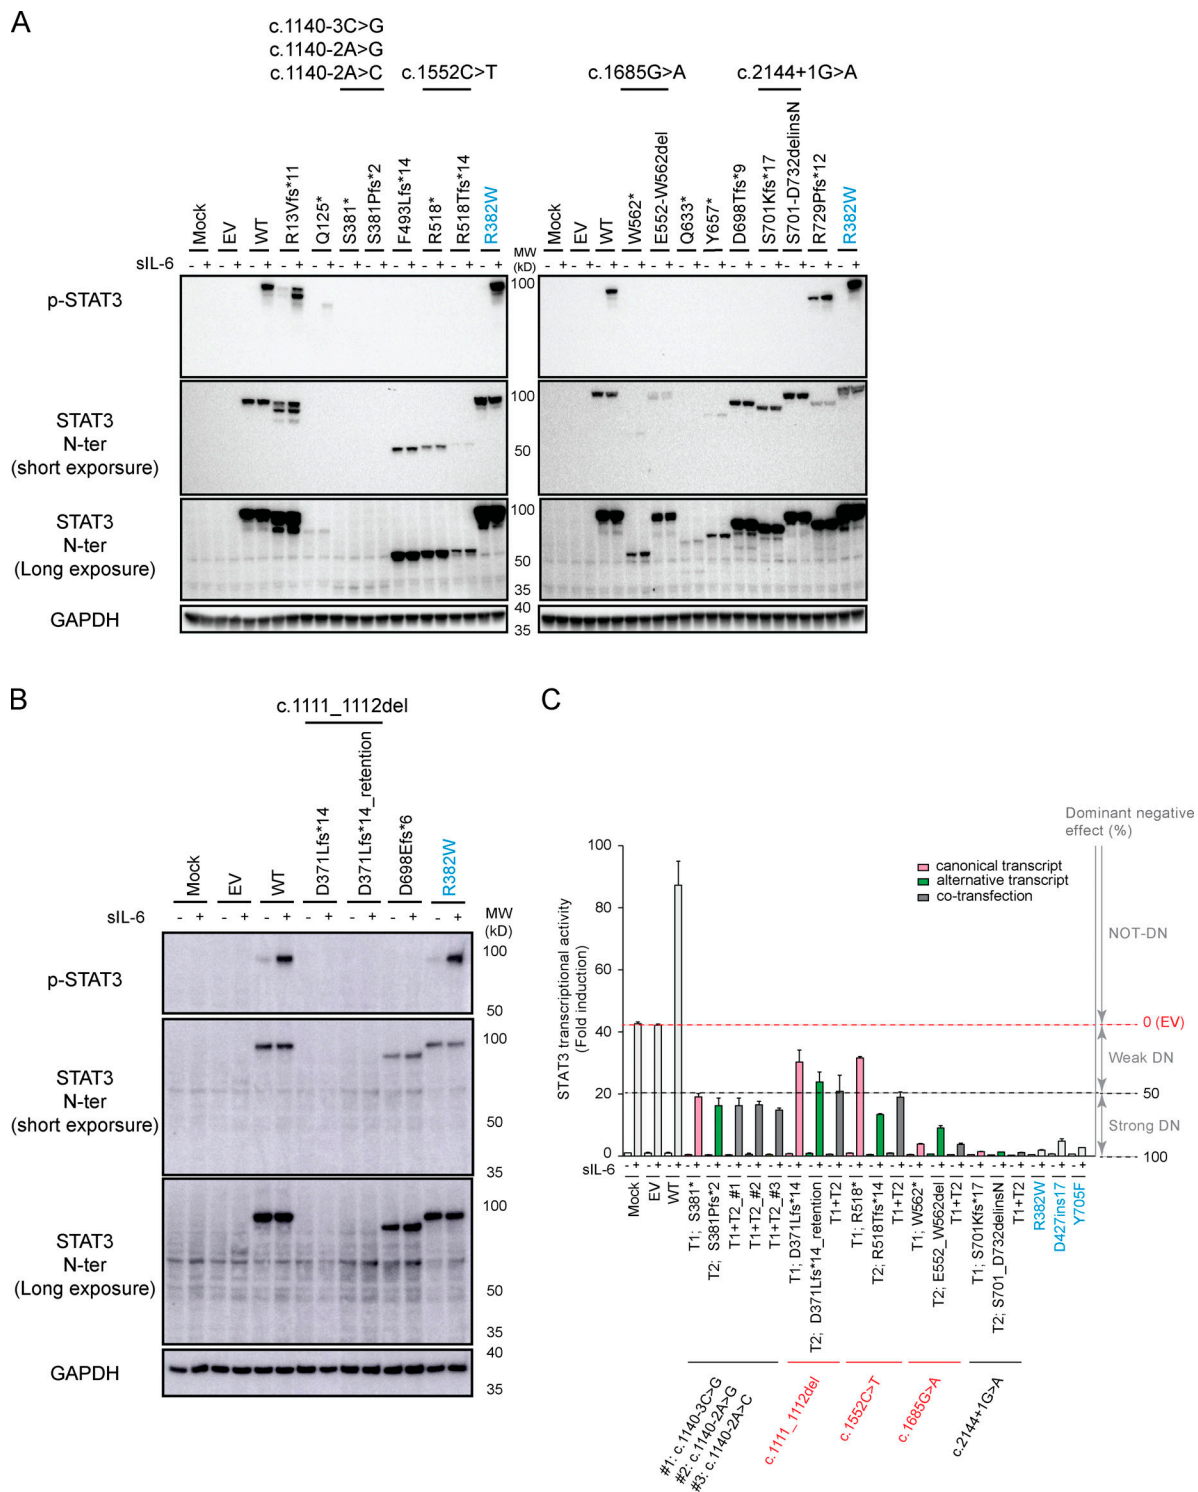 A
c.1140-3C>G
c.1140-2A>G
c.1140-2A>C
c.1552C>T
c.1685G>A
c.2144+1G>A
Mock
EV
WT
R13Vfs*11
Q125*
S381*
S381Pfs*2
F493Lfs*14
R518*
R518Tfs*14
R382W
Mock
EV
WT
W562*
E552-W562del
Q633*
Y657*
D698Tfs*9
S701Kfs*17
S701-D732delinsN
R729Pfs*12
R382W
sIL-6
- + - + - + - + - + - + - + - + - + - + - +
MW
(kD)
- + - + - + - + - + - + - + - + - + - + - +
p-STAT3
100
STAT3
N-ter
(short exporsure)
100
50
STAT3
N-ter
(Long exposure)
100
50
35
GAPDH
40
35
B
c.1111_1112del
Mock
EV
WT
D371Lfs*14
D371Lfs*14_retention
D698Efs*6
R382W
sIL-6
- + - + - + - + - + - + - +
MW
(kD)
p-STAT3
100
50
STAT3
N-ter
(short exporsure)
100
50
35
STAT3
N-ter
(Long exposure)
100
50
35
GAPDH
40
35
C
Dominant negative
effect (%)
STAT3 transcriptional activity
(Fold induction)
100
80
60
40
20
0
canonical transcript
alternative transcript
co-transfection
NOT-DN
0 (EV)
Weak DN
50
Strong DN
100
sIL-6
- + - + - + - + - + - + - + - + - + - + - + - + - + - + - + - + - + - + - + - + - + - + - +
Mock
EV
WT
T1; S381*
T2; S381Pfs*2
T1+T2_#1
T1+T2_#2
T1+T2_#3
T1; D371Lfs*14
T2; D371Lfs*14_retention
T1+T2
T1; R518*
T2; R518Tfs*14
T1+T2
T1; W562*
T2; E552_W562del
T1+T2
T1; S701Kfs*17
T2; S701_D732delinsN
T1+T2
R382W
D427ins17
Y705F
#1: c.1140-3C>G
#2: c.1140-2A>G
#3: c.1140-2A>C
c.1111_1112del
c.1552C>T
c.1685G>A
c.2144+1G>A